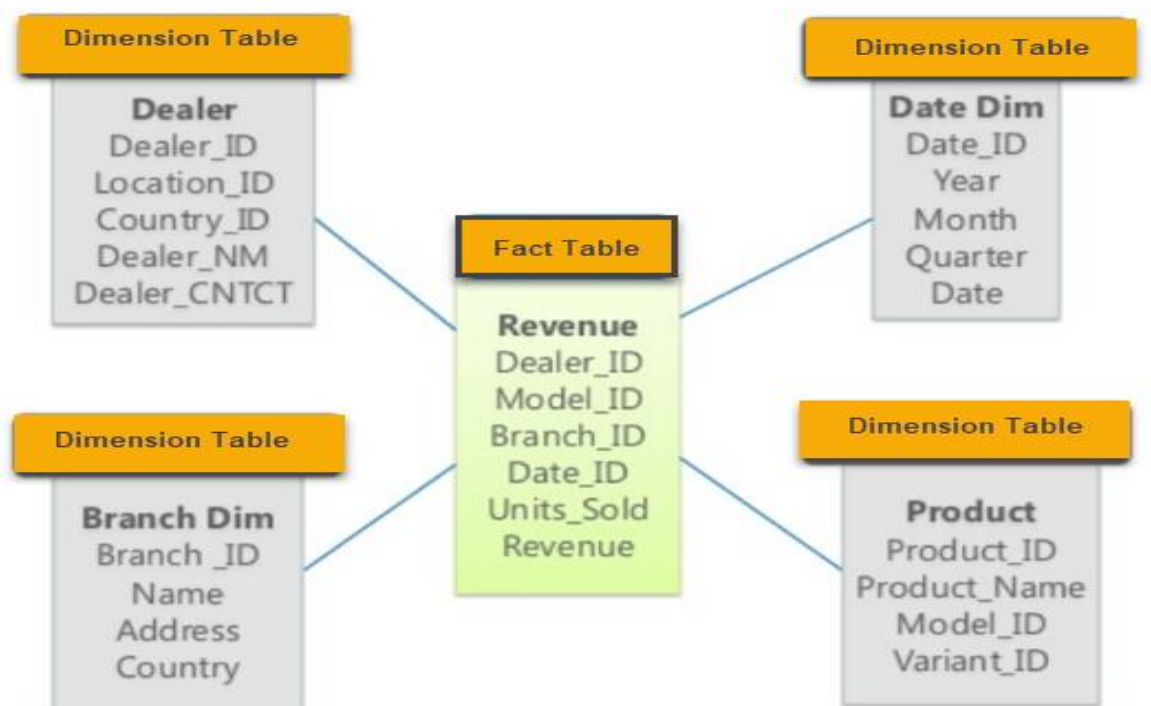 Dimension Table
Dealer
Dealer_ID
Location_ID
Country_ID
Dealer_NM
Dealer_CNTCT
Dimension Table
Date Dim
Date_ID
Year
Month
Quarter
Date
Fact Table
Revenue
Dealer_ID
Model_ID
Branch_ID
Date_ID
Units_Sold
Revenue
Dimension Table
Branch Dim
Branch _ID
Name
Address
Country
Dimension Table
Product
Product_ID
Product_Name
Model_ID
Variant_ID